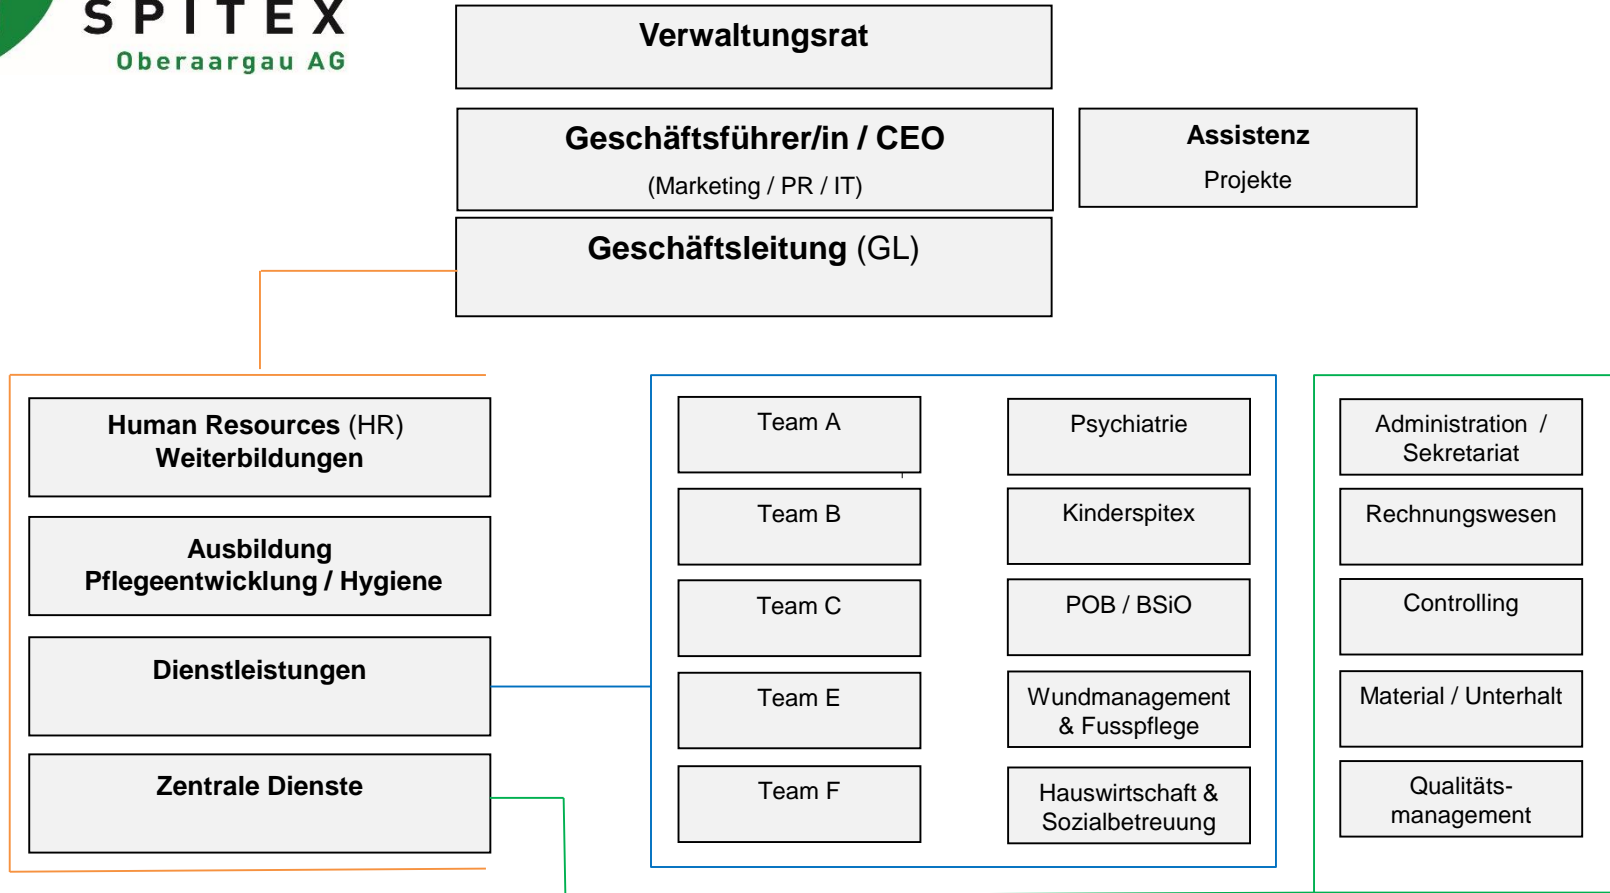 SPITEX
Oberaargau AG
Verwaltungsrat
Geschäftsführer/in / CEO
(Marketing / PR / IT)
Assistenz
Projekte
Geschäftsleitung (GL)
Human Resources (HR)
Weiterbildungen
Ausbildung
Pflegeentwicklung / Hygiene
Dienstleistungen
Zentrale Dienste
Team A
Team B
Team C
Team E
Team F
Psychiatrie
Kinderspitex
POB / BSiO
Wundmanagement
& Fusspflege
Hauswirtschaft &
Sozialbetreuung
Administration /
Sekretariat
Rechnungswesen
Controlling
Material / Unterhalt
Qualitäts-
management